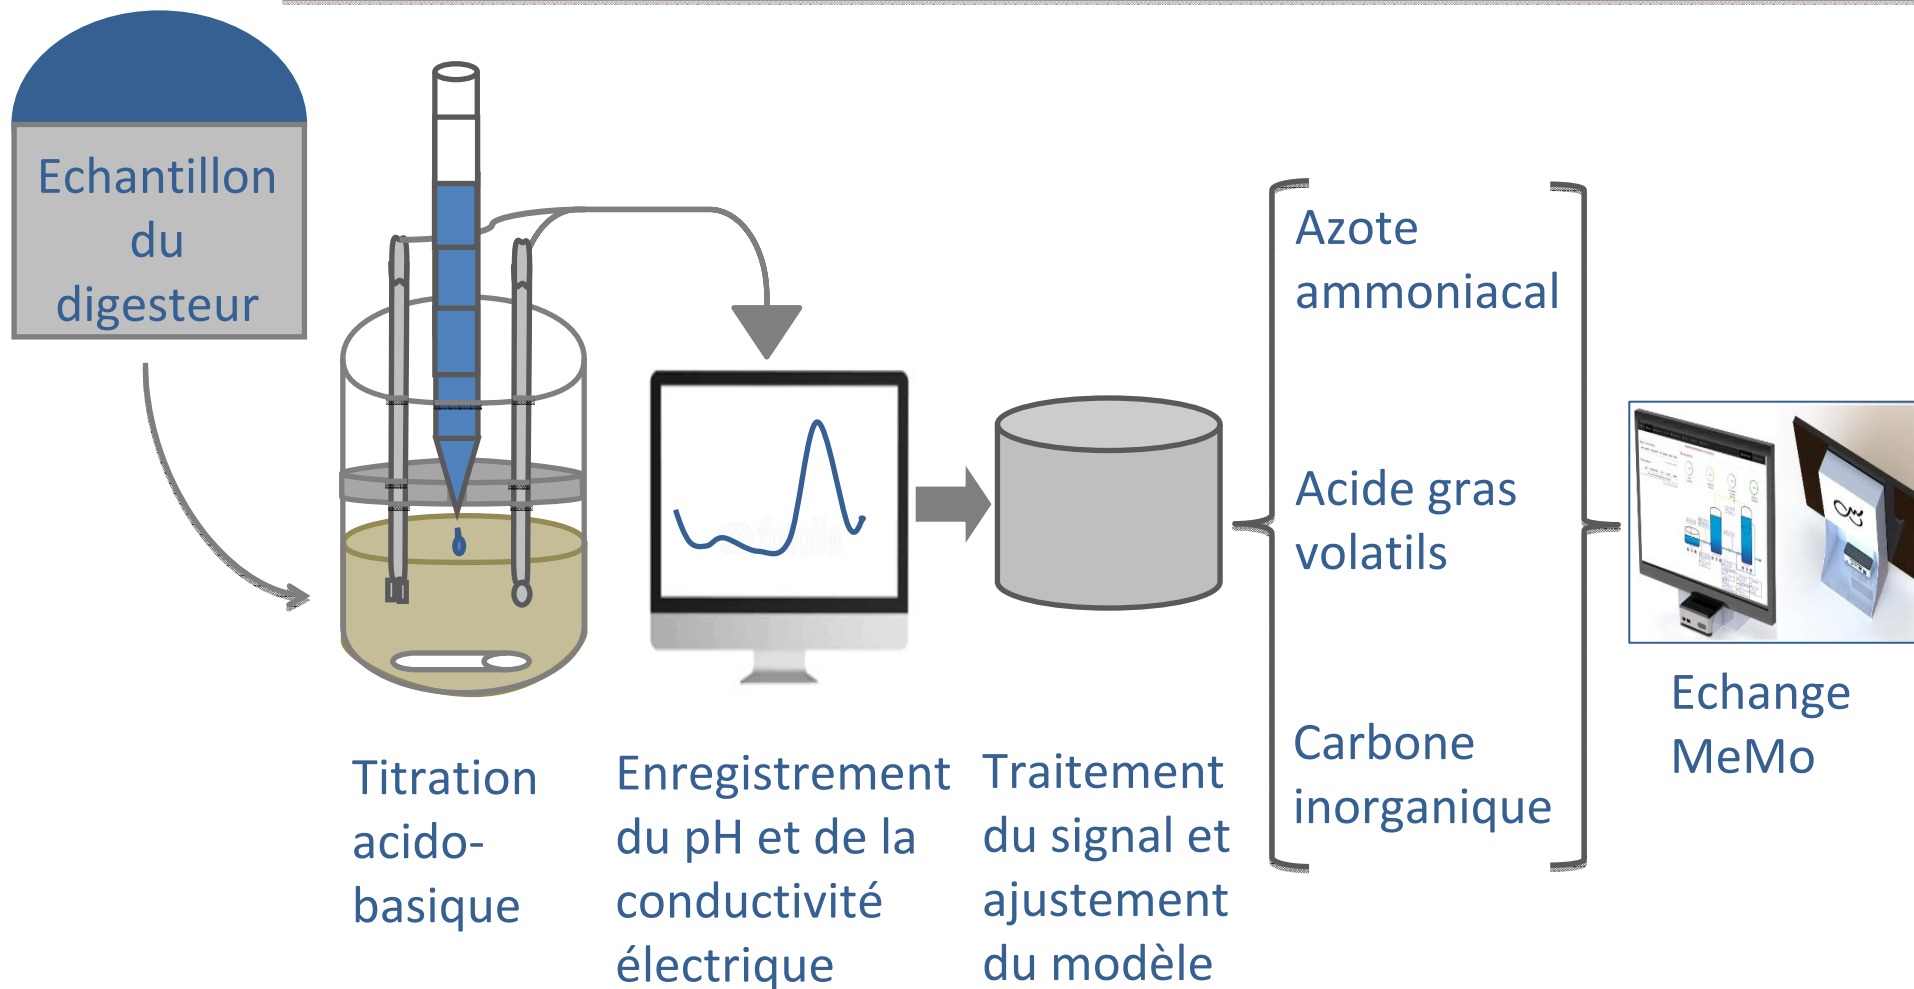 Echantillon
du
digesteur
Titration
acido-
basique
Enregistrement
du pH et de la
conductivité
électrique
Traitement
du signal et
ajustement
du modèle
Azote
ammoniacal
Acide gras
volatils
Carbone
inorganique
Echange
MeMo